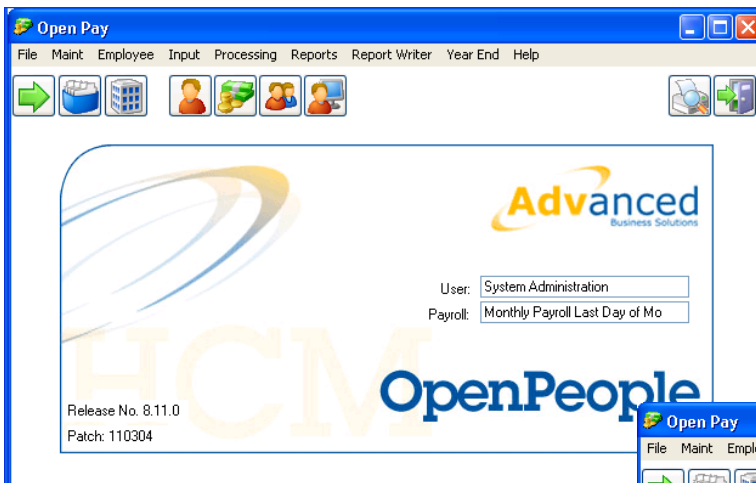 Open Pay
File Maint Employee Input Processing Reports Report Writer Year End Help
Advanced
Business Solutions
User: System Administration
Payroll: Monthly Payroll Last Day of Mo
HCM
OpenPeople
Release No. 8.11.0
Patch: 110304
Open Pay
File Maint